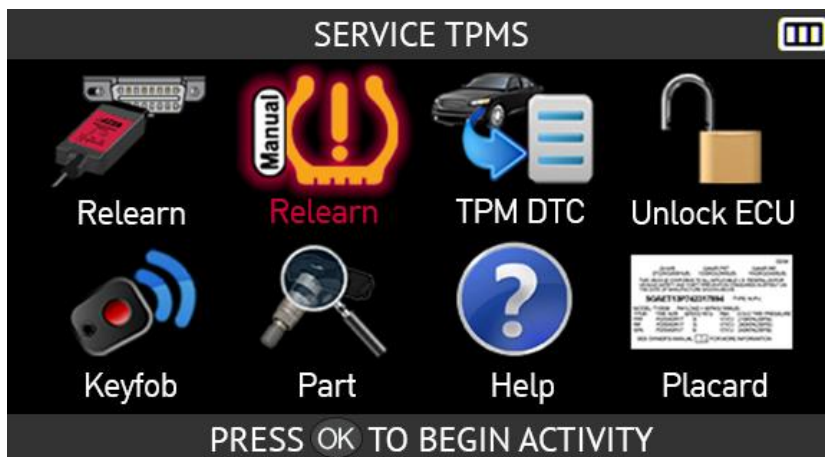 SERVICE TPMS
Manual
Relearn
Relearn
TPM DTC
Unlock ECU
Keyfob
Part
Help
Placard
PRESS OK TO BEGIN ACTIVITY